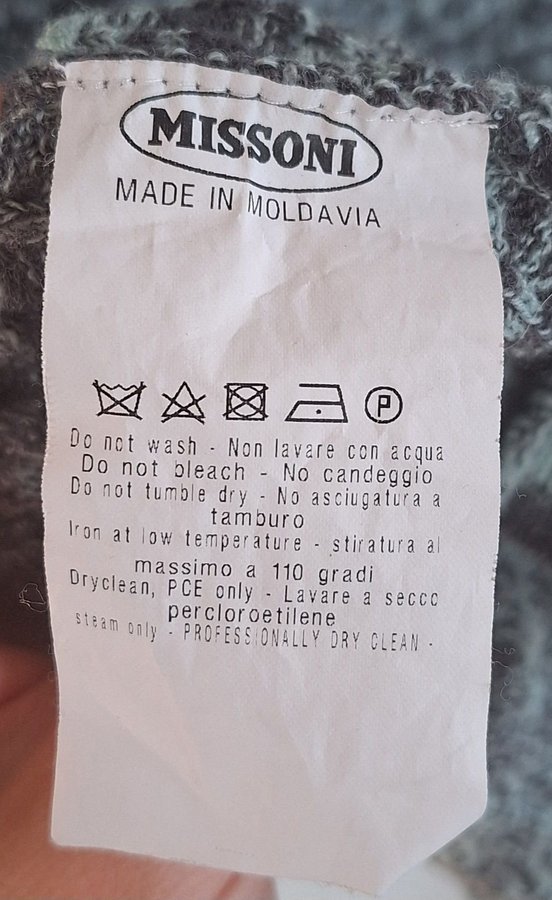 MISSONI
MADE IN MOLDAVIA
P
Do not wash - Non lavare con acqua
Do not bleach - No candeggio
Do not tumble dry - No asciugatura a
tamburo
Iron at low temperature - stiratura al
massimo a 110 gradi
Dryclean, PCE only - Lavare a secco
percloroetilene
steam only - PROFESSIONALLY DRY CLEAN -